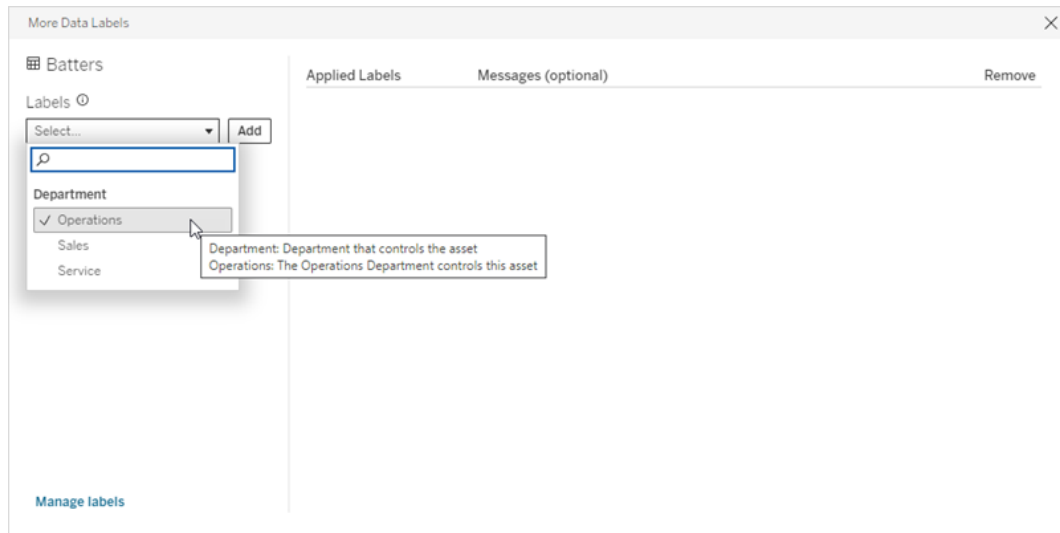 More Data Labels
Batters
Labels
Applied Labels Messages (optional) Remove
Select... Add
Department
Operations
Sales
Service
Department: Department that controls the asset
Operations: The Operations Department controls this asset
Manage labels